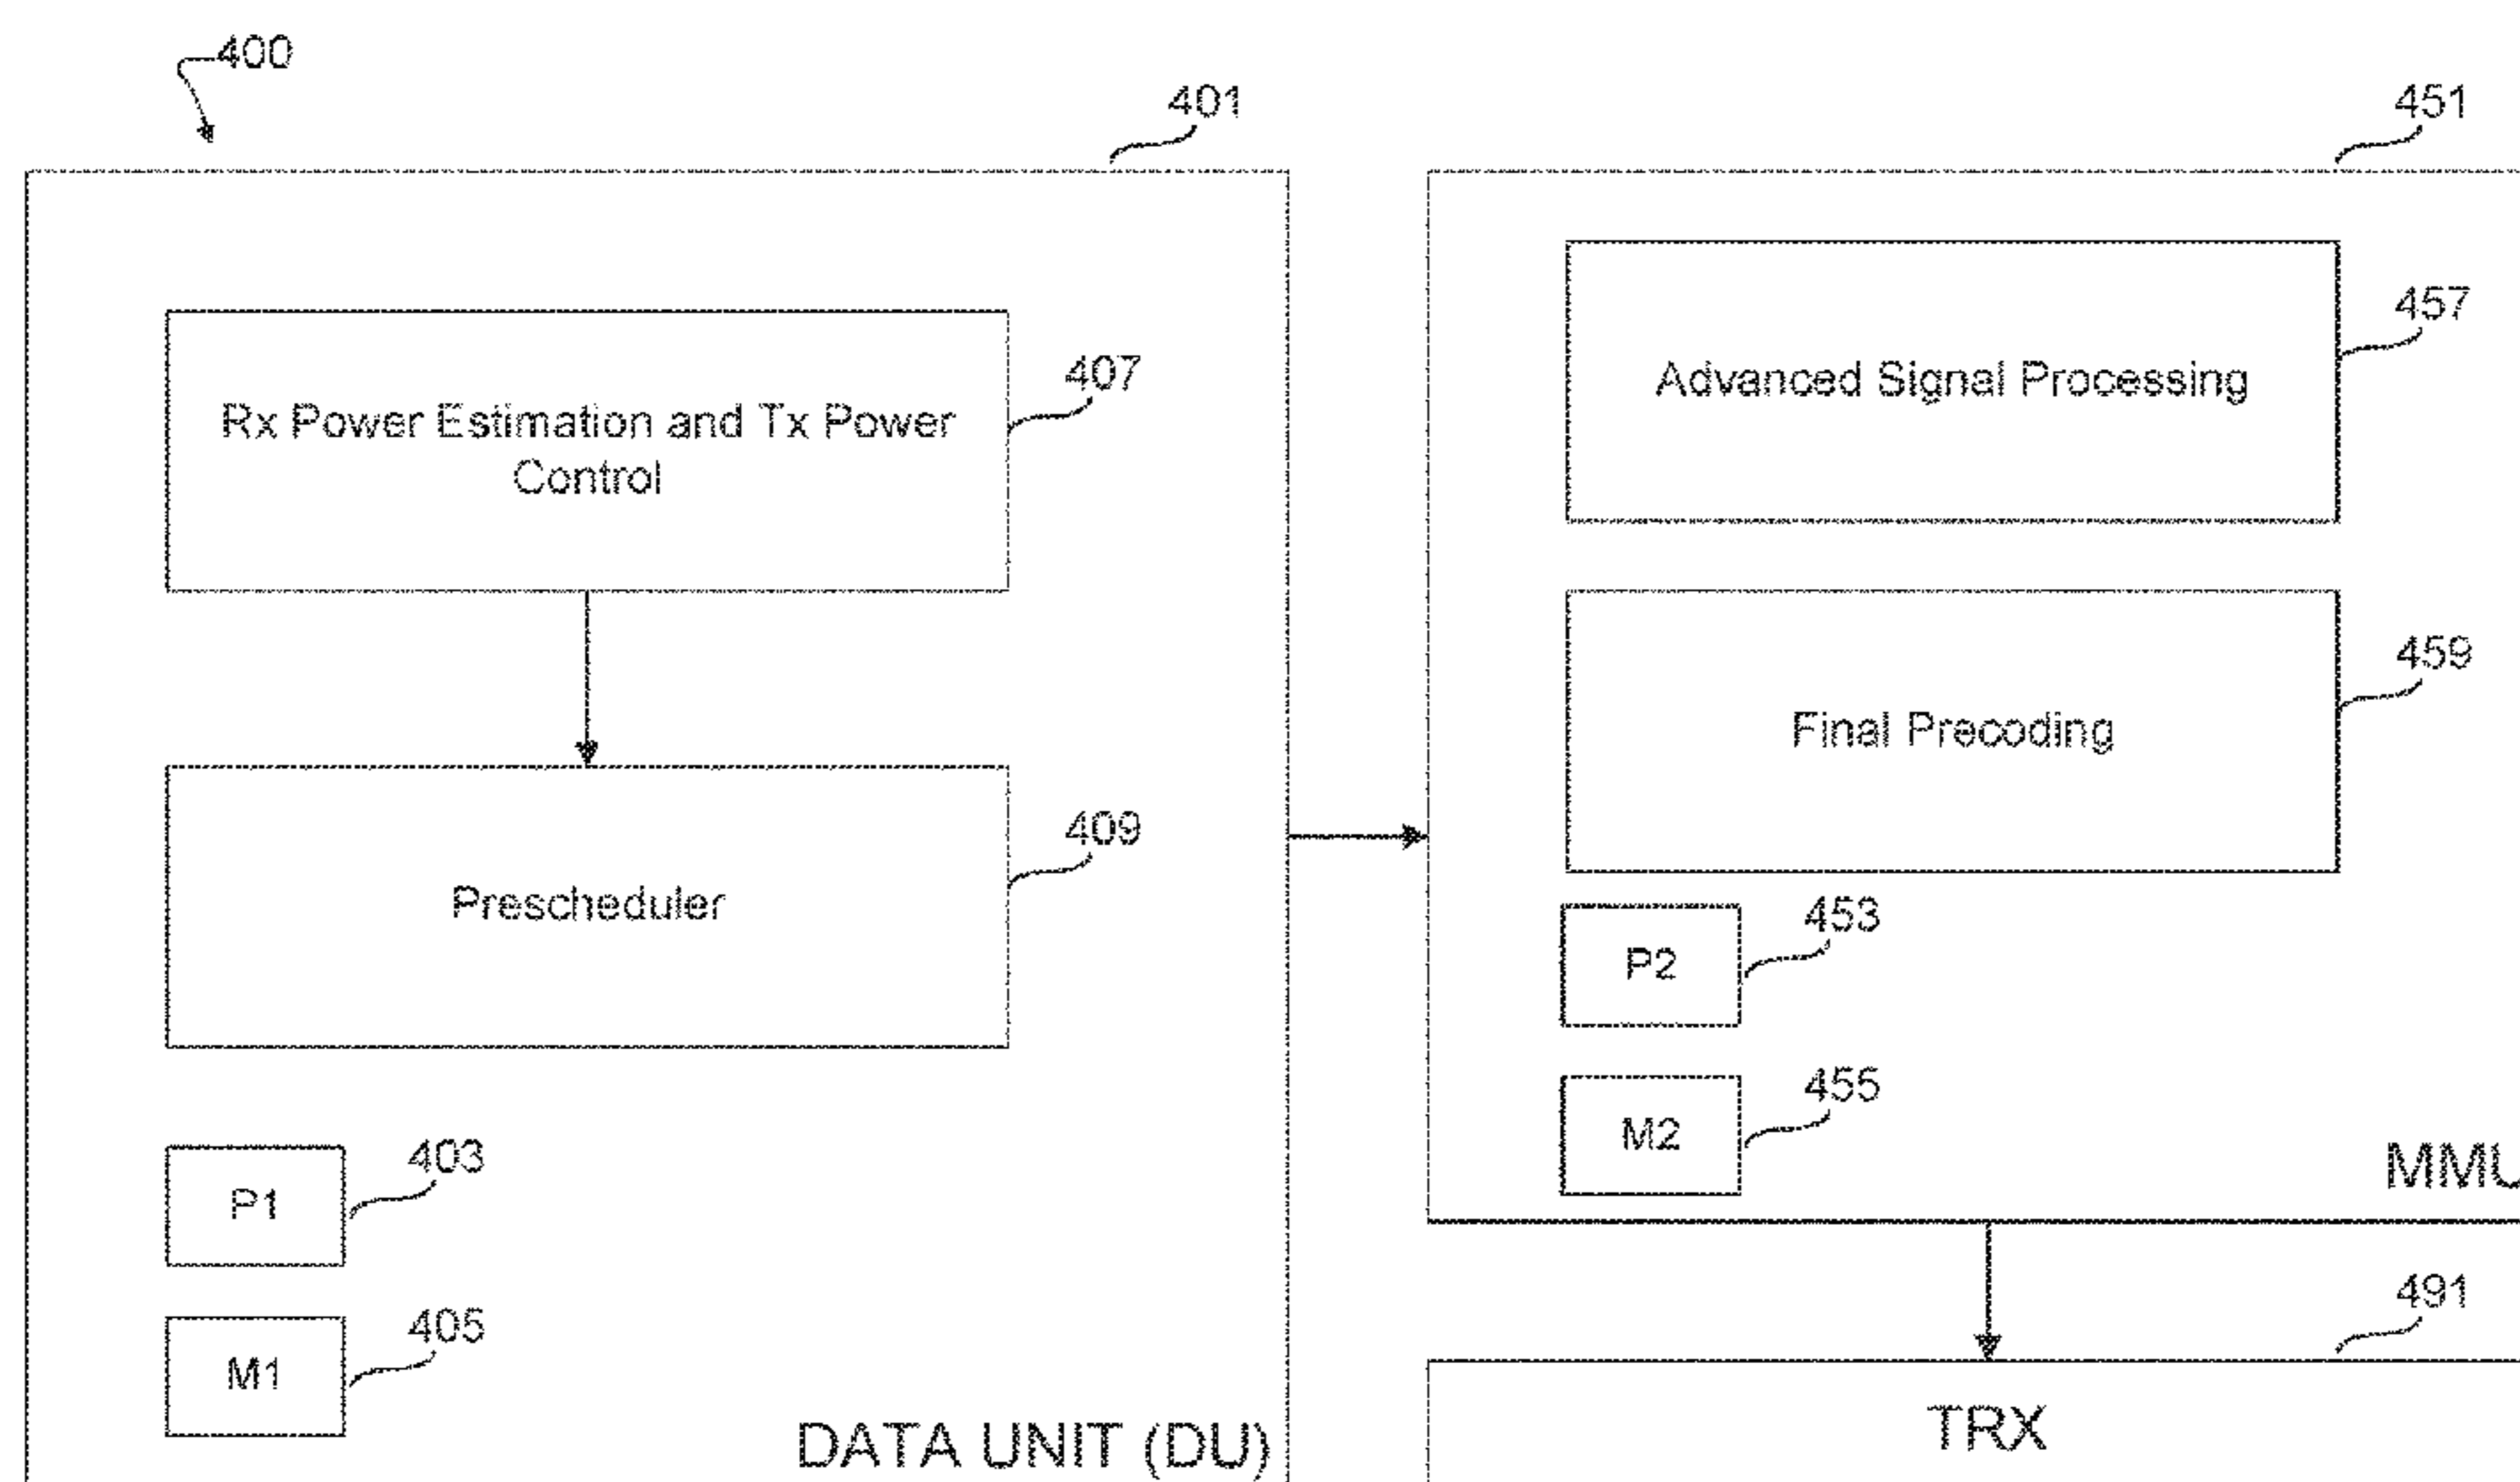 400
401
451
Rx Power Estimation and Tx Power
Control
407
Advanced Signal Processing
457
Prescheduler
409
Final Precoding
459
P2
453
M2
455
P1
403
M1
405
DATA UNIT (DU)
MMU
491
TRX